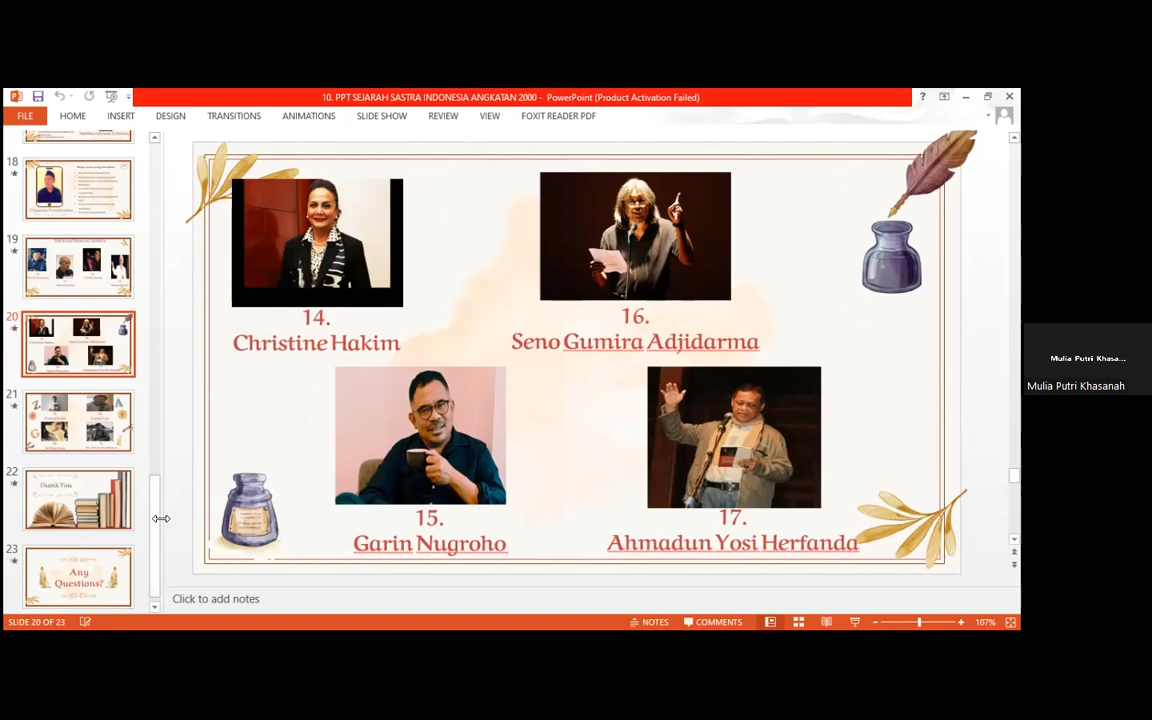 10. PPT SEJARAH SASTRA INDONESIA ANGKATAN 2000 - PowerPoint (Product Activation Failed)
FILE HOME INSERT DESIGN TRANSITIONS ANIMATIONS SLIDE SHOW REVIEW VIEW FOXIT READER PDF
18
19
20
21
22
Thank You
23
Any
Questions?
14.
Christine Hakim
16.
Seno Gumira Adjidarma
15.
Garin Nugroho
17.
Ahmadun Yosi Herfanda
Click to add notes
SLIDE 20 OF 23 NOTES COMMENTS 107%
Mulia Putri Khasa...
Mulia Putri Khasanah